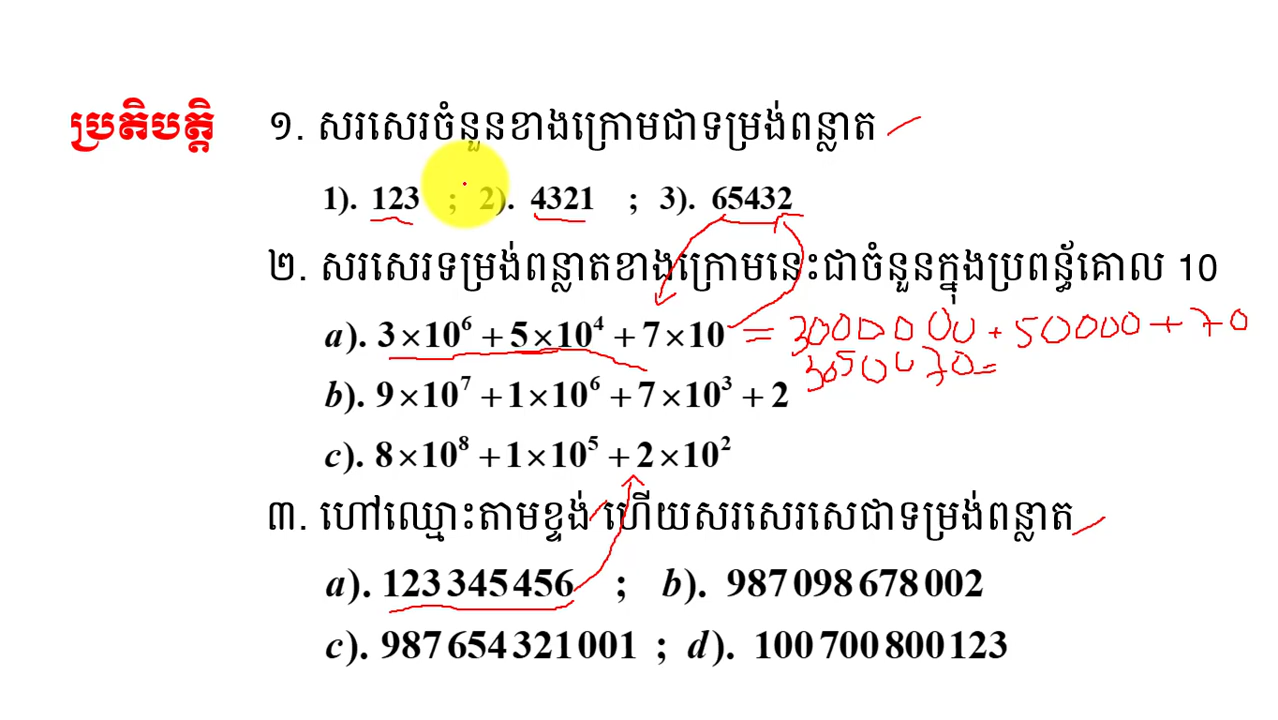 ប្រតិបត្តិ ១. សរសេរចំនួនខាងក្រោមជាទម្រង់ពន្លាត
1). 123 ; 2). 4321 ; 3). 65432
២. សរសេរទម្រង់ពន្លាតខាងក្រោមនេះជាចំនួនក្នុងប្រពន្ធ័គោល 10
a). 3×10⁶ + 5×10⁴ + 7×10 = 3000000 + 50000 + 70
3050070 =
b). 9×10⁷ + 1×10⁶ + 7×10³ + 2
c). 8×10⁸ + 1×10⁵ + 2×10²
៣. ហៅឈ្មោះតាមខ្ទង់ ហើយសរសេរសេជាទម្រង់ពន្លាត
a). 123 345 456 ; b). 987 098 678 002
c). 987 654 321 001 ; d). 100 700 800 123